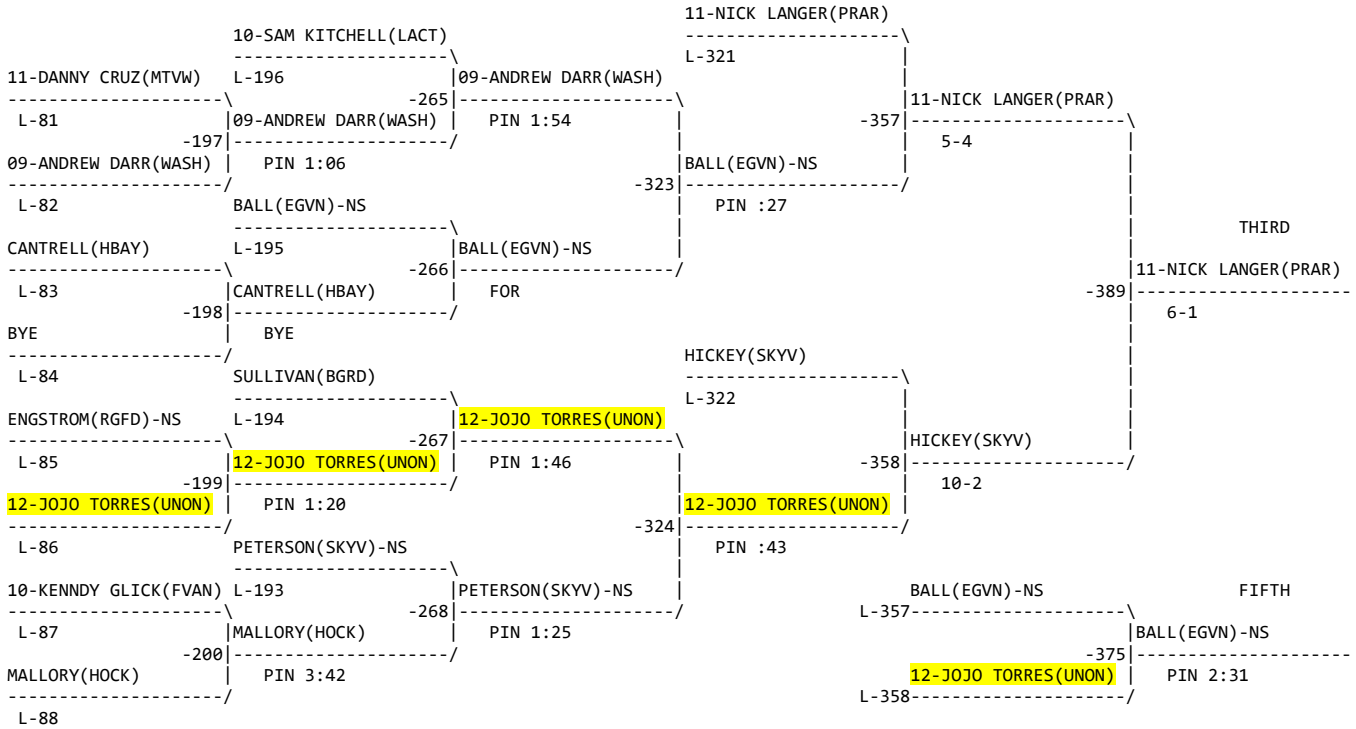 11-NICK LANGER(PRAR)
10-SAM KITCHELL(LACT)
L-321
11-DANNY CRUZ(MTVW) L-196 09-ANDREW DARR(WASH)
-265 11-NICK LANGER(PRAR)
L-81 09-ANDREW DARR(WASH) PIN 1:54 -357
-197 5-4
09-ANDREW DARR(WASH) PIN 1:06 BALL(EGVN)-NS
-323
L-82 BALL(EGVN)-NS PIN :27
THIRD
CANTRELL(HBAY) L-195 BALL(EGVN)-NS
-266 11-NICK LANGER(PRAR)
L-83 CANTRELL(HBAY) FOR -389
-198 6-1
BYE BYE
HICKEY(SKYV)
L-84 SULLIVAN(BGRD)
L-322
ENGSTROM(RGFD)-NS L-194 12-JOJO TORRES(UNON)
-267 HICKEY(SKYV)
L-85 12-JOJO TORRES(UNON) PIN 1:46 -358
-199 10-2
12-JOJO TORRES(UNON) PIN 1:20 12-JOJO TORRES(UNON)
-324
L-86 PETERSON(SKYV)-NS PIN :43
10-KENNDY GLICK(FVAN) L-193 PETERSON(SKYV)-NS BALL(EGVN)-NS FIFTH
-268 L-357
L-87 MALLORY(HOCK) PIN 1:25 BALL(EGVN)-NS
-200 -375
MALLORY(HOCK) PIN 3:42 12-JOJO TORRES(UNON) PIN 2:31
L-358
L-88